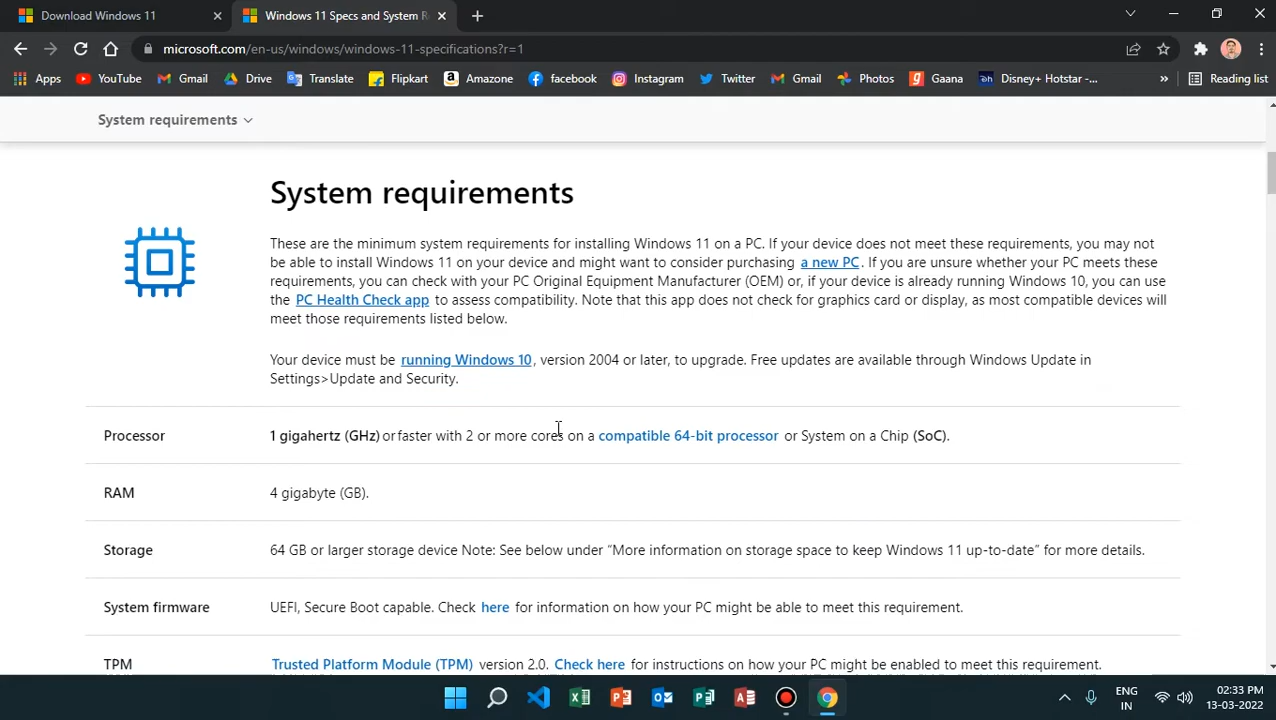 Download Windows 11
Windows 11 Specs and System R
microsoft.com/en-us/windows/windows-11-specifications?r=1
Apps YouTube Gmail Drive Translate Flipkart Amazone facebook Instagram Twitter Gmail Photos Gaana Disney+ Hotstar -... » Reading list
System requirements
System requirements
These are the minimum system requirements for installing Windows 11 on a PC. If your device does not meet these requirements, you may not
be able to install Windows 11 on your device and might want to consider purchasing a new PC. If you are unsure whether your PC meets these
requirements, you can check with your PC Original Equipment Manufacturer (OEM) or, if your device is already running Windows 10, you can use
the PC Health Check app to assess compatibility. Note that this app does not check for graphics card or display, as most compatible devices will
meet those requirements listed below.
Your device must be running Windows 10, version 2004 or later, to upgrade. Free updates are available through Windows Update in
Settings>Update and Security.
Processor 1 gigahertz (GHz) or faster with 2 or more cores on a compatible 64-bit processor or System on a Chip (SoC).
RAM 4 gigabyte (GB).
Storage 64 GB or larger storage device Note: See below under “More information on storage space to keep Windows 11 up-to-date” for more details.
System firmware UEFI, Secure Boot capable. Check here for information on how your PC might be able to meet this requirement.
TPM Trusted Platform Module (TPM) version 2.0. Check here for instructions on how your PC might be enabled to meet this requirement.
ENG 02:33 PM
IN 13-03-2022